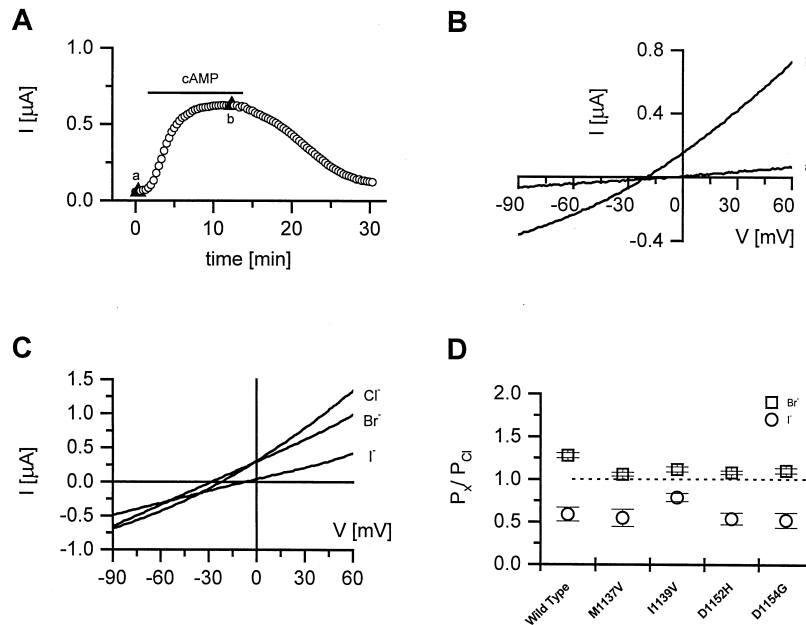 A
I [µA]
1.0
0.5
0.0
cAMP
a
b
0
10
20
30
time [min]
B
I [µA]
0.8
0.4
-0.4
-90
-60
-30
0
30
60
V [mV]
C
I [µA]
1.5
1.0
0.5
0.0
-0.5
-1.0
Cl-
Br-
I-
V [mV]
-90
-60
-30
0
30
60
D
PX/ PCl
2.0
1.5
1.0
0.5
0.0
Br-
I-
Wild Type
M1137V
I1139V
D1152H
D1154G